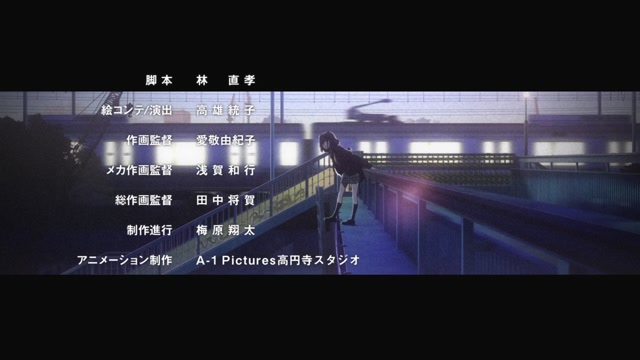 脚本 林 直孝
絵コンテ/演出 高雄統子
作画監督 愛敬由紀子
メカ作画監督 浅賀和行
総作画監督 田中将賀
制作進行 梅原翔太
アニメーション制作 A-1 Pictures高円寺スタジオ